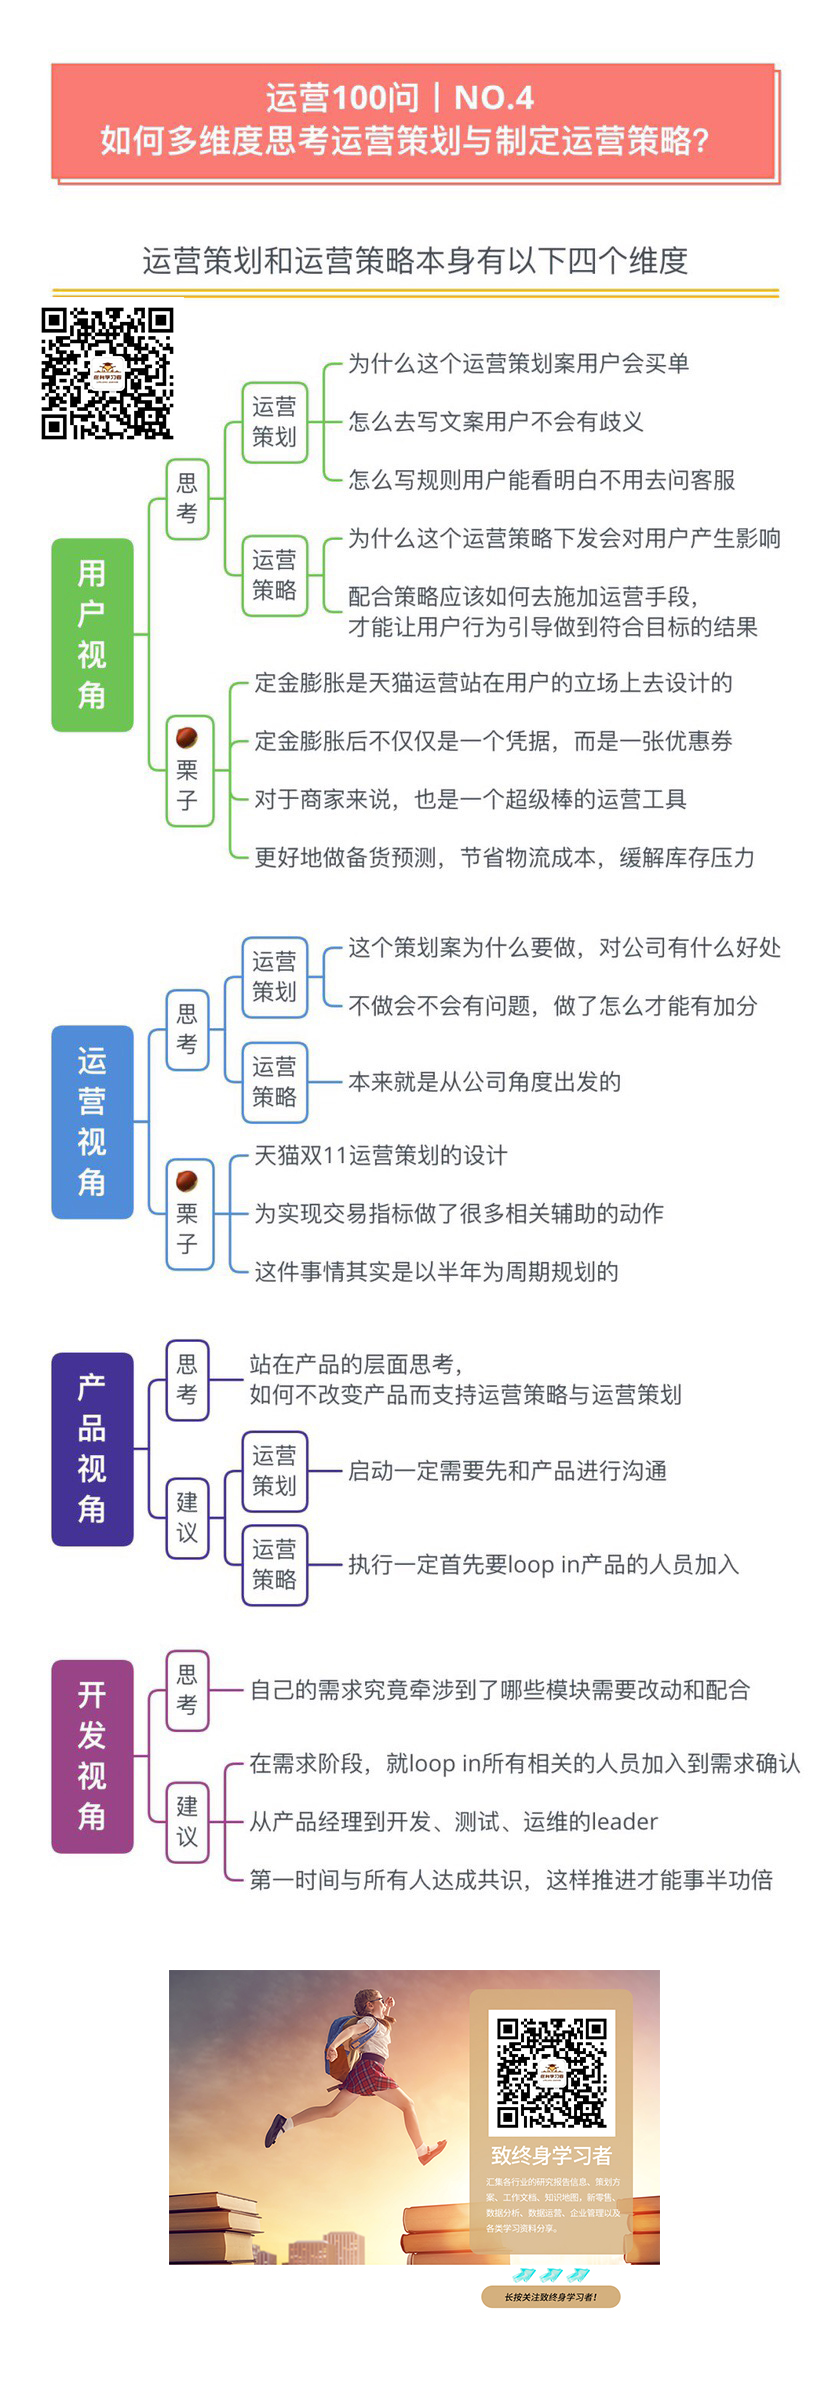 运营100问丨NO.4
如何多维度思考运营策划与制定运营策略？
运营策划和运营策略本身有以下四个维度
用户视角
思考
运营
策划
为什么这个运营策划案用户会买单
怎么去写文案用户不会有歧义
怎么写规则用户能看明白不用去问客服
运营
策略
为什么这个运营策略下发会对用户产生影响
配合策略应该如何去施加运营手段，
才能让用户行为引导做到符合目标的结果
栗子
定金膨胀是天猫运营站在用户的立场上去设计的
定金膨胀后不仅仅是一个凭据，而是一张优惠券
对于商家来说，也是一个超级棒的运营工具
更好地做备货预测，节省物流成本，缓解库存压力
运营视角
思考
运营
策划
这个策划案为什么要做，对公司有什么好处
不做会不会有问题，做了怎么才能有加分
运营
策略
本来就是从公司角度出发的
栗子
天猫双11运营策划的设计
为实现交易指标做了很多相关辅助的动作
这件事情其实是以半年为周期规划的
产品视角
思考
站在产品的层面思考，
如何不改变产品而支持运营策略与运营策划
建议
运营
策划
启动一定需要先和产品进行沟通
运营
策略
执行一定首先要loop in产品的人员加入
开发视角
思考
自己的需求究竟牵涉到了哪些模块需要改动和配合
建议
在需求阶段，就loop in所有相关的人员加入到需求确认
从产品经理到开发、测试、运维的leader
第一时间与所有人达成共识，这样推进才能事半功倍
致终身学习者
汇集各行业的研究报告信息、策划方
案、工作文档、知识地图，新零售、
数据分析、数据运营、企业管理以及
各类学习资料分享。
长按关注致终身学习者！